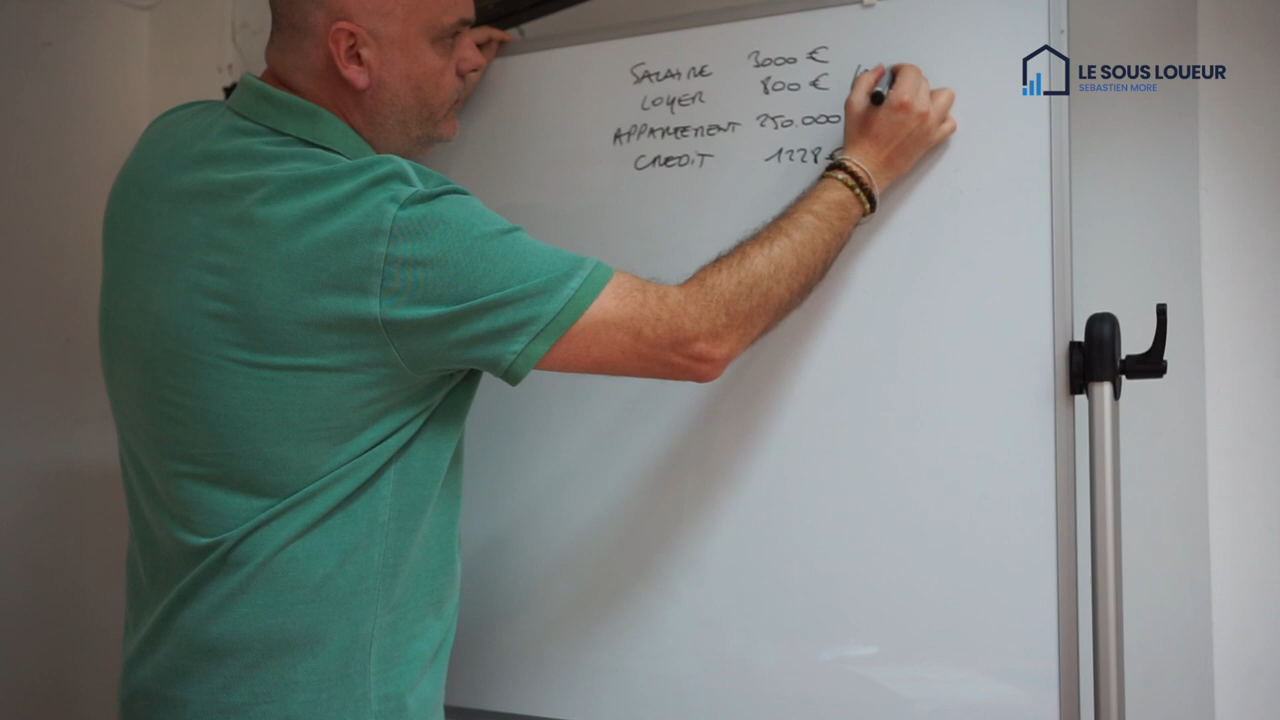 SALAIRE 3000 €
LOYER 800 €
APPARTEMENT 250.000
CREDIT 1228 €
LE SOUS LOUEUR
SEBASTIEN MORE